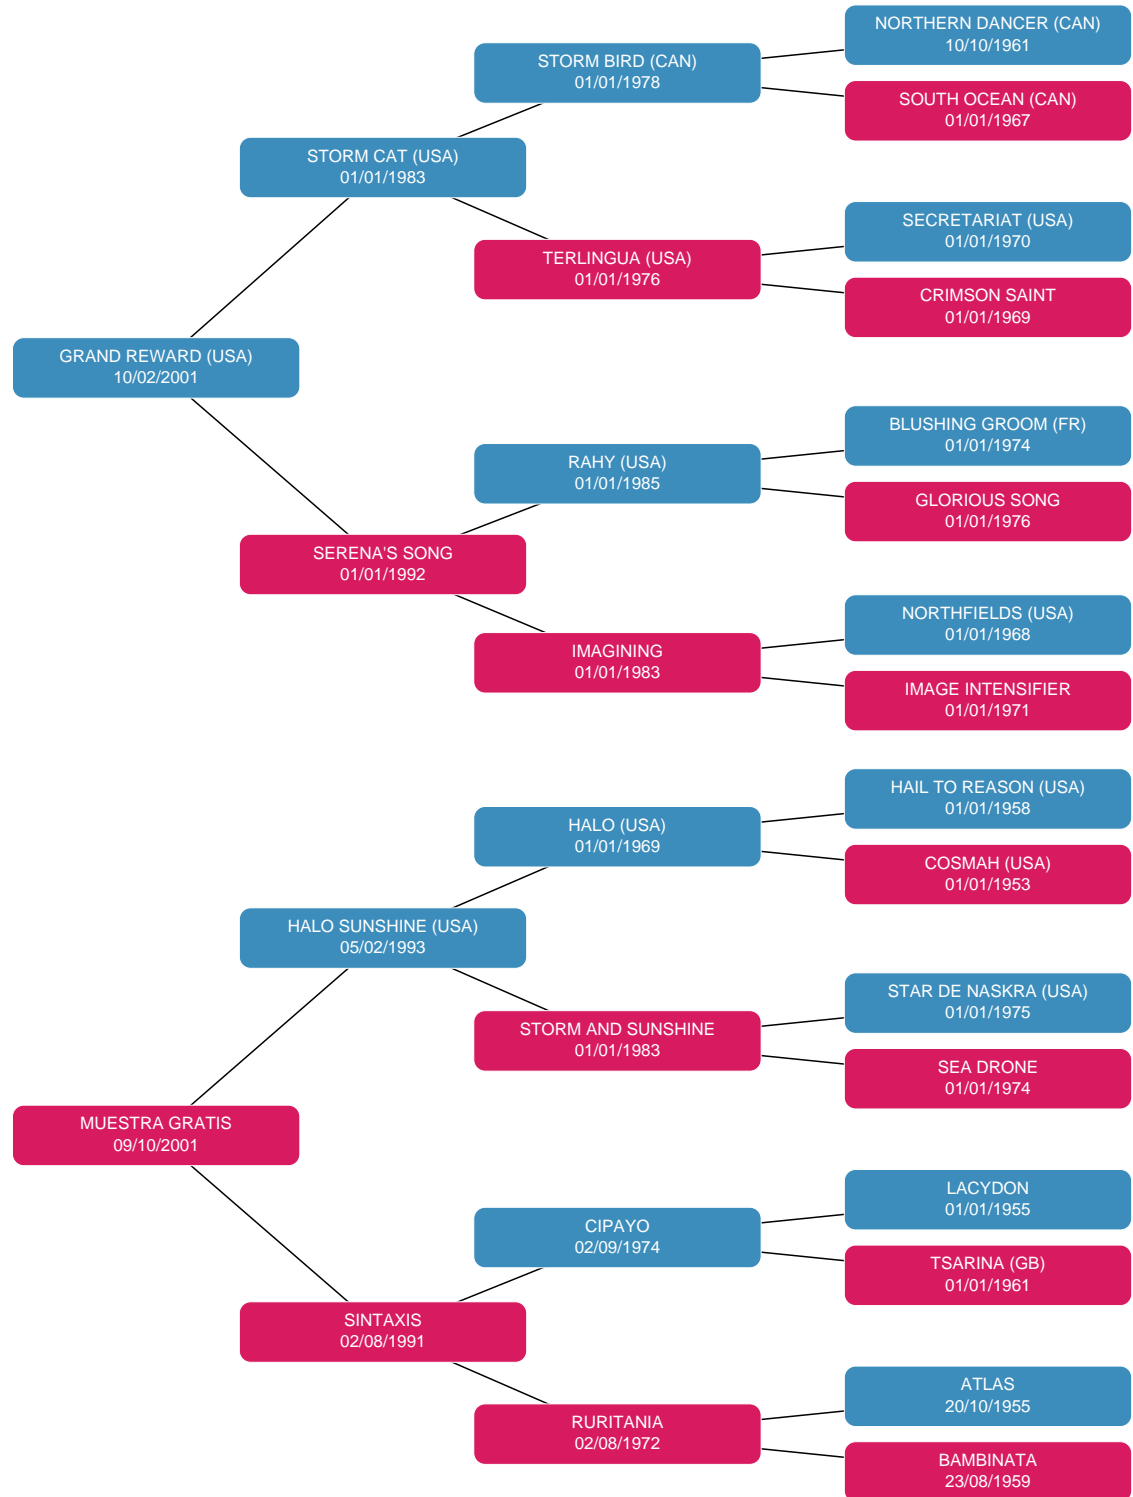 NORTHERN DANCER (CAN)
10/10/1961
STORM BIRD (CAN)
01/01/1978
SOUTH OCEAN (CAN)
01/01/1967
STORM CAT (USA)
01/01/1983
SECRETARIAT (USA)
01/01/1970
TERLINGUA (USA)
01/01/1976
CRIMSON SAINT
01/01/1969
GRAND REWARD (USA)
10/02/2001
BLUSHING GROOM (FR)
01/01/1974
RAHY (USA)
01/01/1985
GLORIOUS SONG
01/01/1976
SERENA'S SONG
01/01/1992
NORTHFIELDS (USA)
01/01/1968
IMAGINING
01/01/1983
IMAGE INTENSIFIER
01/01/1971
HAIL TO REASON (USA)
01/01/1958
HALO (USA)
01/01/1969
COSMAH (USA)
01/01/1953
HALO SUNSHINE (USA)
05/02/1993
STAR DE NASKRA (USA)
01/01/1975
STORM AND SUNSHINE
01/01/1983
SEA DRONE
01/01/1974
MUESTRA GRATIS
09/10/2001
LACYDON
01/01/1955
CIPAYO
02/09/1974
TSARINA (GB)
01/01/1961
SINTAXIS
02/08/1991
ATLAS
20/10/1955
RURITANIA
02/08/1972
BAMBINATA
23/08/1959